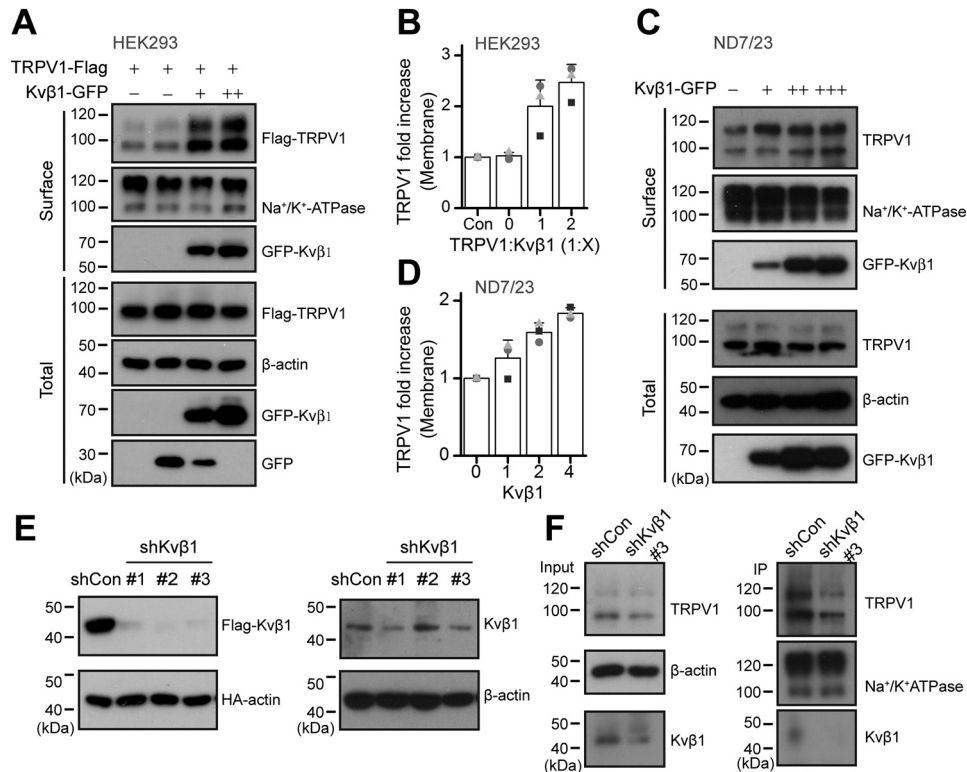 A
HEK293
TRPV1-Flag + + + +
Kvβ1-GFP – – + ++
Surface
120
100
Flag-TRPV1
120
100
Na⁺/K⁺-ATPase
70
50
GFP-Kvβ1
Total
120
100
Flag-TRPV1
50
40
β-actin
70
GFP-Kvβ1
30
(kDa)
GFP
B
HEK293
TRPV1 fold increase
(Membrane)
3
2
1
0
Con 0 1 2
TRPV1:Kvβ1 (1:X)
C
ND7/23
Kvβ1-GFP – + ++ +++
Surface
120
100
TRPV1
120
100
Na⁺/K⁺-ATPase
70
50
GFP-Kvβ1
Total
120
100
TRPV1
50
40
β-actin
70
(kDa)
GFP-Kvβ1
D
ND7/23
TRPV1 fold increase
(Membrane)
2
1
0
0 1 2 4
Kvβ1
E
shKvβ1
shCon #1 #2 #3
50
40
Flag-Kvβ1
50
40
(kDa)
HA-actin
shKvβ1
shCon #1 #2 #3
50
40
Kvβ1
50
40
(kDa)
β-actin
F
shCon
shKvβ1
#3
Input
120
100
TRPV1
50
40
β-actin
50
40
(kDa)
Kvβ1
shCon
shKvβ1
#3
IP
120
100
TRPV1
120
100
Na⁺/K⁺ATPase
50
40
(kDa)
Kvβ1